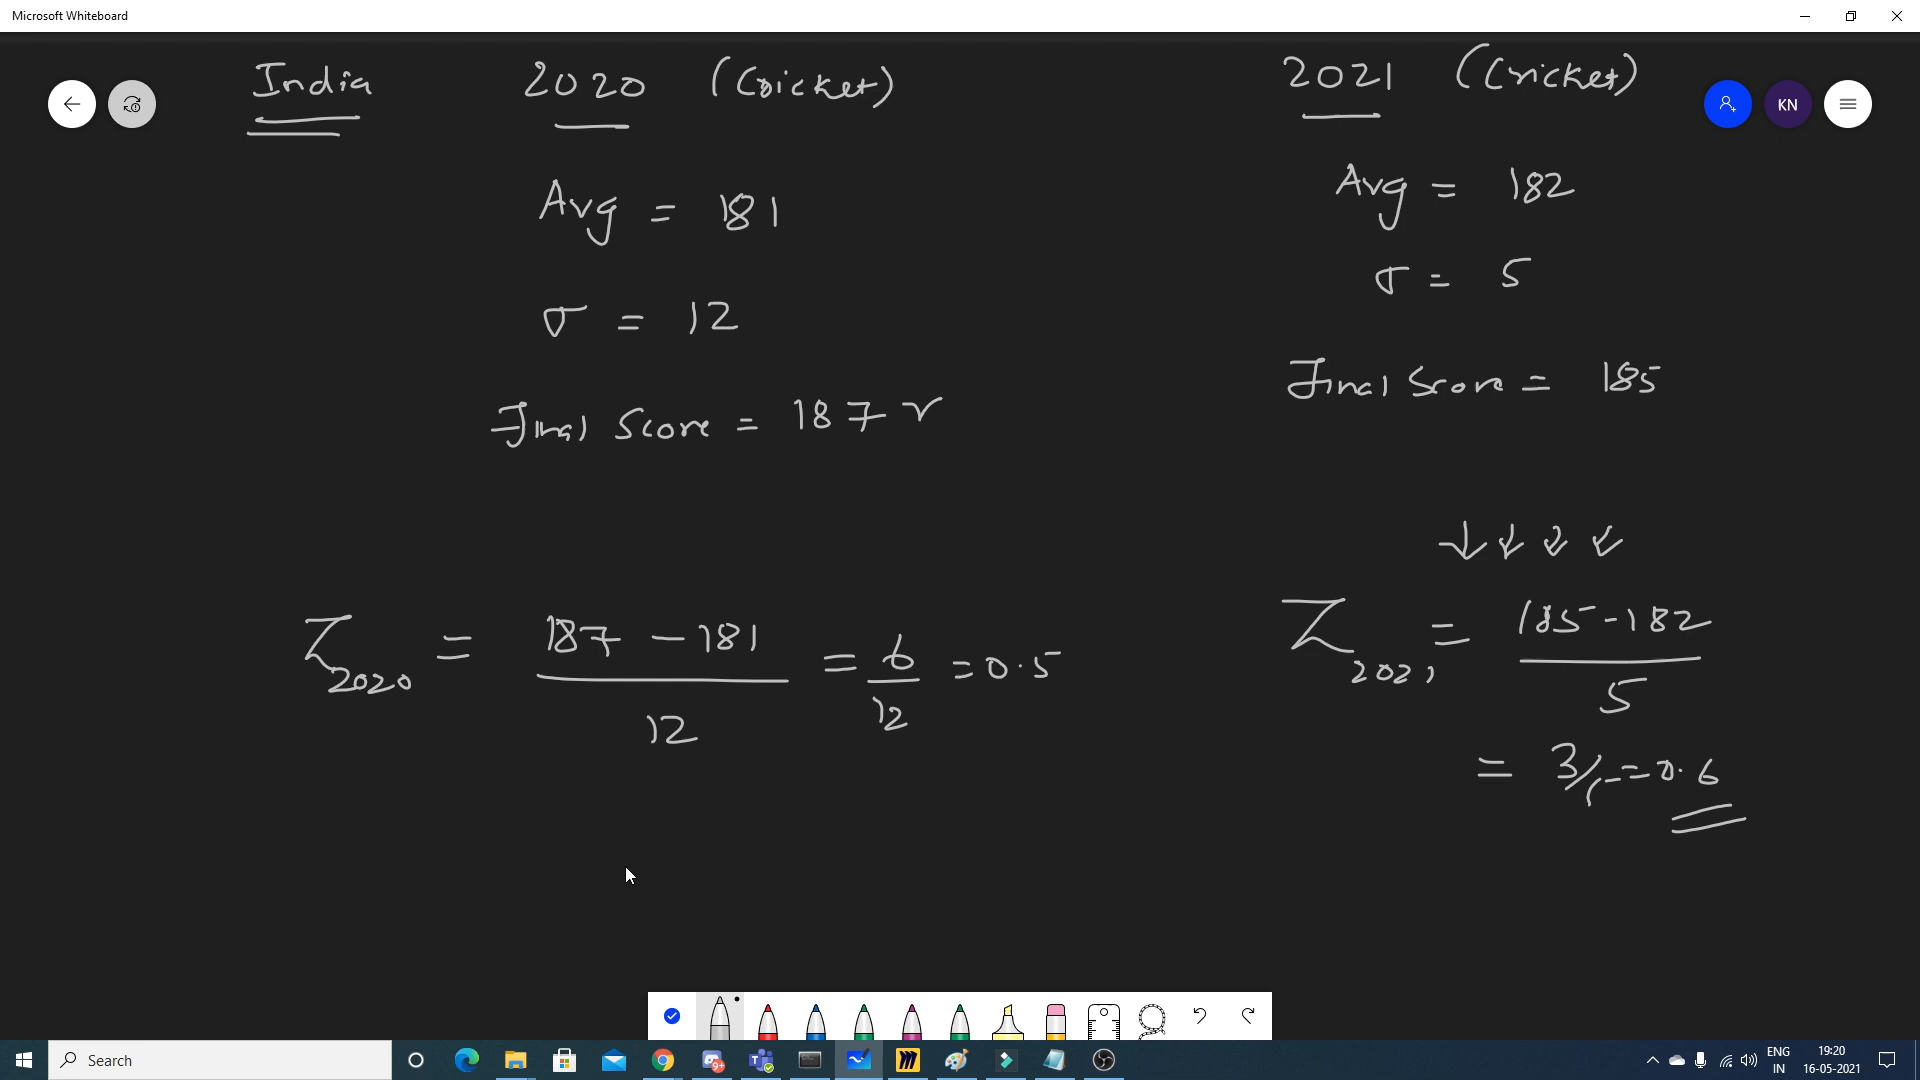 Microsoft Whiteboard
India 2020 (Cricket)
Avg = 181
σ = 12
Final Score = 187
Z2020 = 187 - 181 / 12 = 6/12 = 0.5
2021 (Cricket)
Avg = 182
σ = 5
Final Score = 185
↓ ↓ ↓ ↓
Z2021 = 185 - 182 / 5
= 3/5 = 0.6
KN
Search
9+
ENG
IN
19:20
16-05-2021